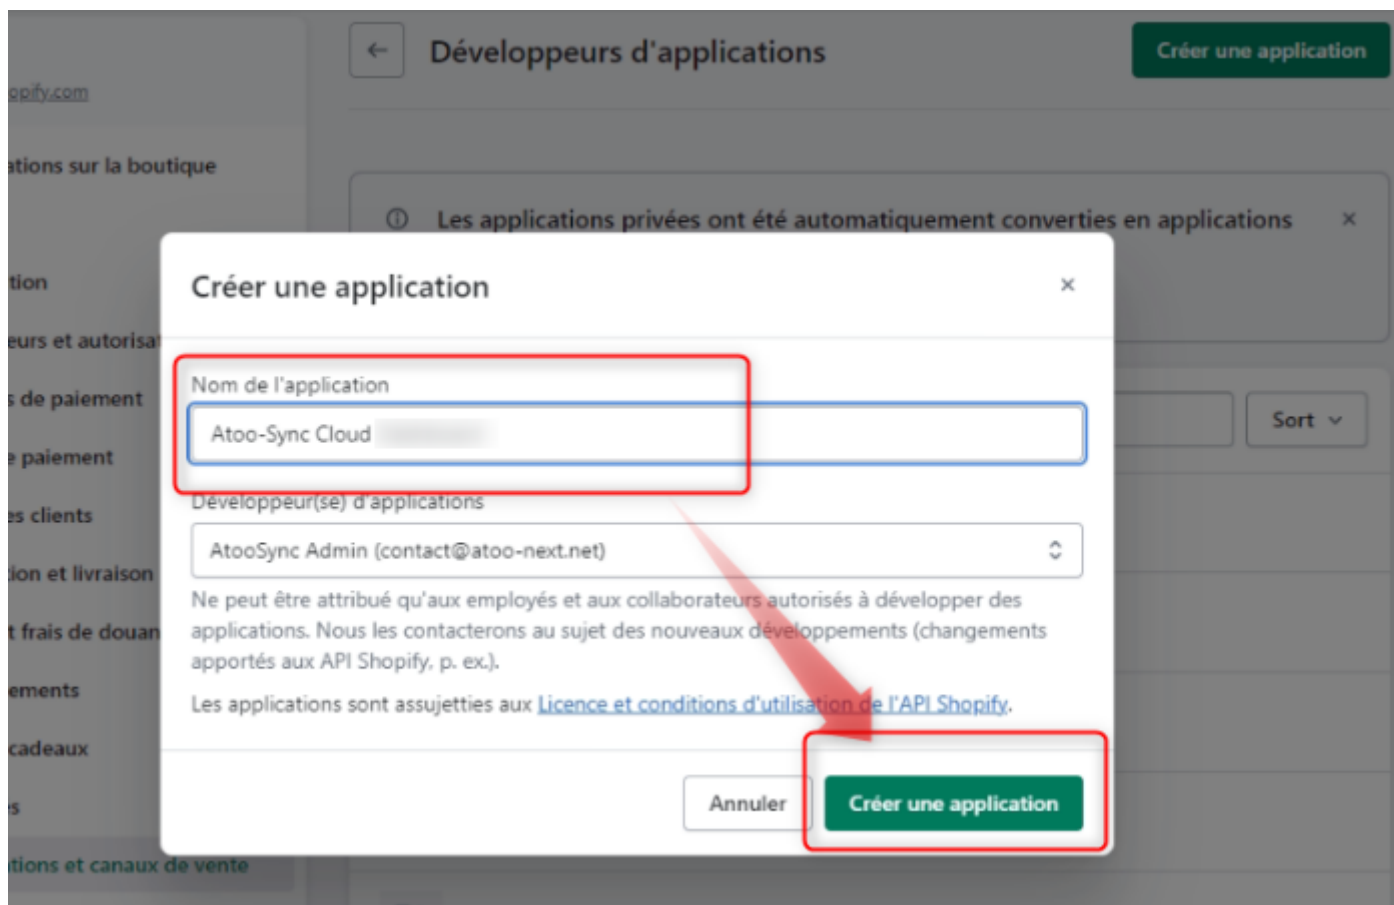 Développeurs d'applications
Créer une application
opify.com
ations sur la boutique
Les applications privées ont été automatiquement converties en applications
tion
Créer une application
eurs et autorisat
Nom de l'application
s de paiement
Atoo-Sync Cloud
Sort
e paiement
Développeur(se) d'applications
es clients
AtooSync Admin (contact@atoo-next.net)
tion et livraison
Ne peut être attribué qu'aux employés et aux collaborateurs autorisés à développer des
t frais de douan
applications. Nous les contacterons au sujet des nouveaux développements (changements
apportés aux API Shopify, p. ex.).
ements
Les applications sont assujetties aux Licence et conditions d'utilisation de l'API Shopify.
cadeaux
Annuler
Créer une application
s
tions et canaux de vente